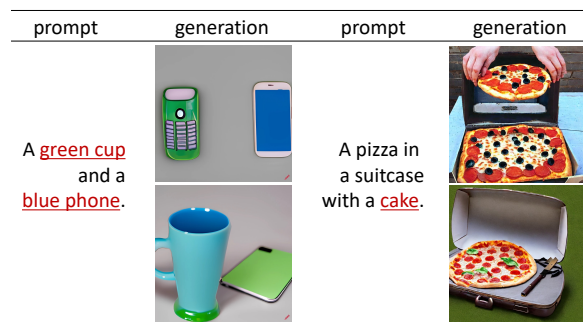 prompt generation prompt generation
A green cup
and a
blue phone.
A pizza in
a suitcase
with a cake.